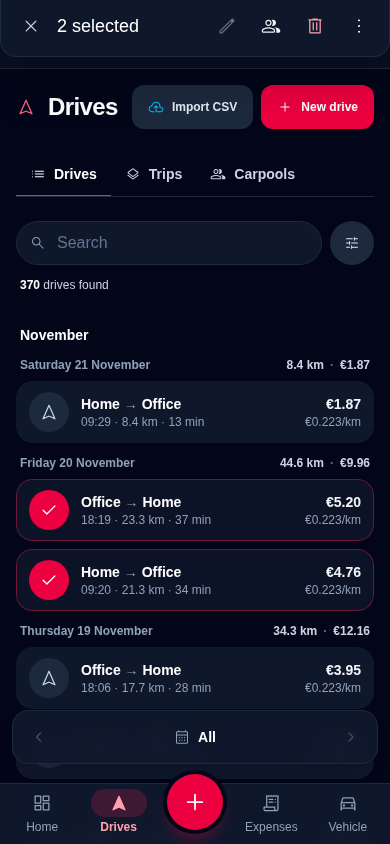 2 selected
Drives
Import CSV
New drive
Drives
Trips
Carpools
Search
370 drives found
November
Saturday 21 November
8.4 km · €1.87
Home → Office
€1.87
09:29 · 8.4 km · 13 min
€0.223/km
Friday 20 November
44.6 km · €9.96
Office → Home
€5.20
18:19 · 23.3 km · 37 min
€0.223/km
Office → Home
€4.76
09:20 · 21.3 km · 34 min
€0.223/km
Thursday 19 November
34.3 km · €12.16
Office → Home
€3.95
18:06 · 17.7 km · 28 min
€0.223/km
All
Home
Drives
Expenses
Vehicle